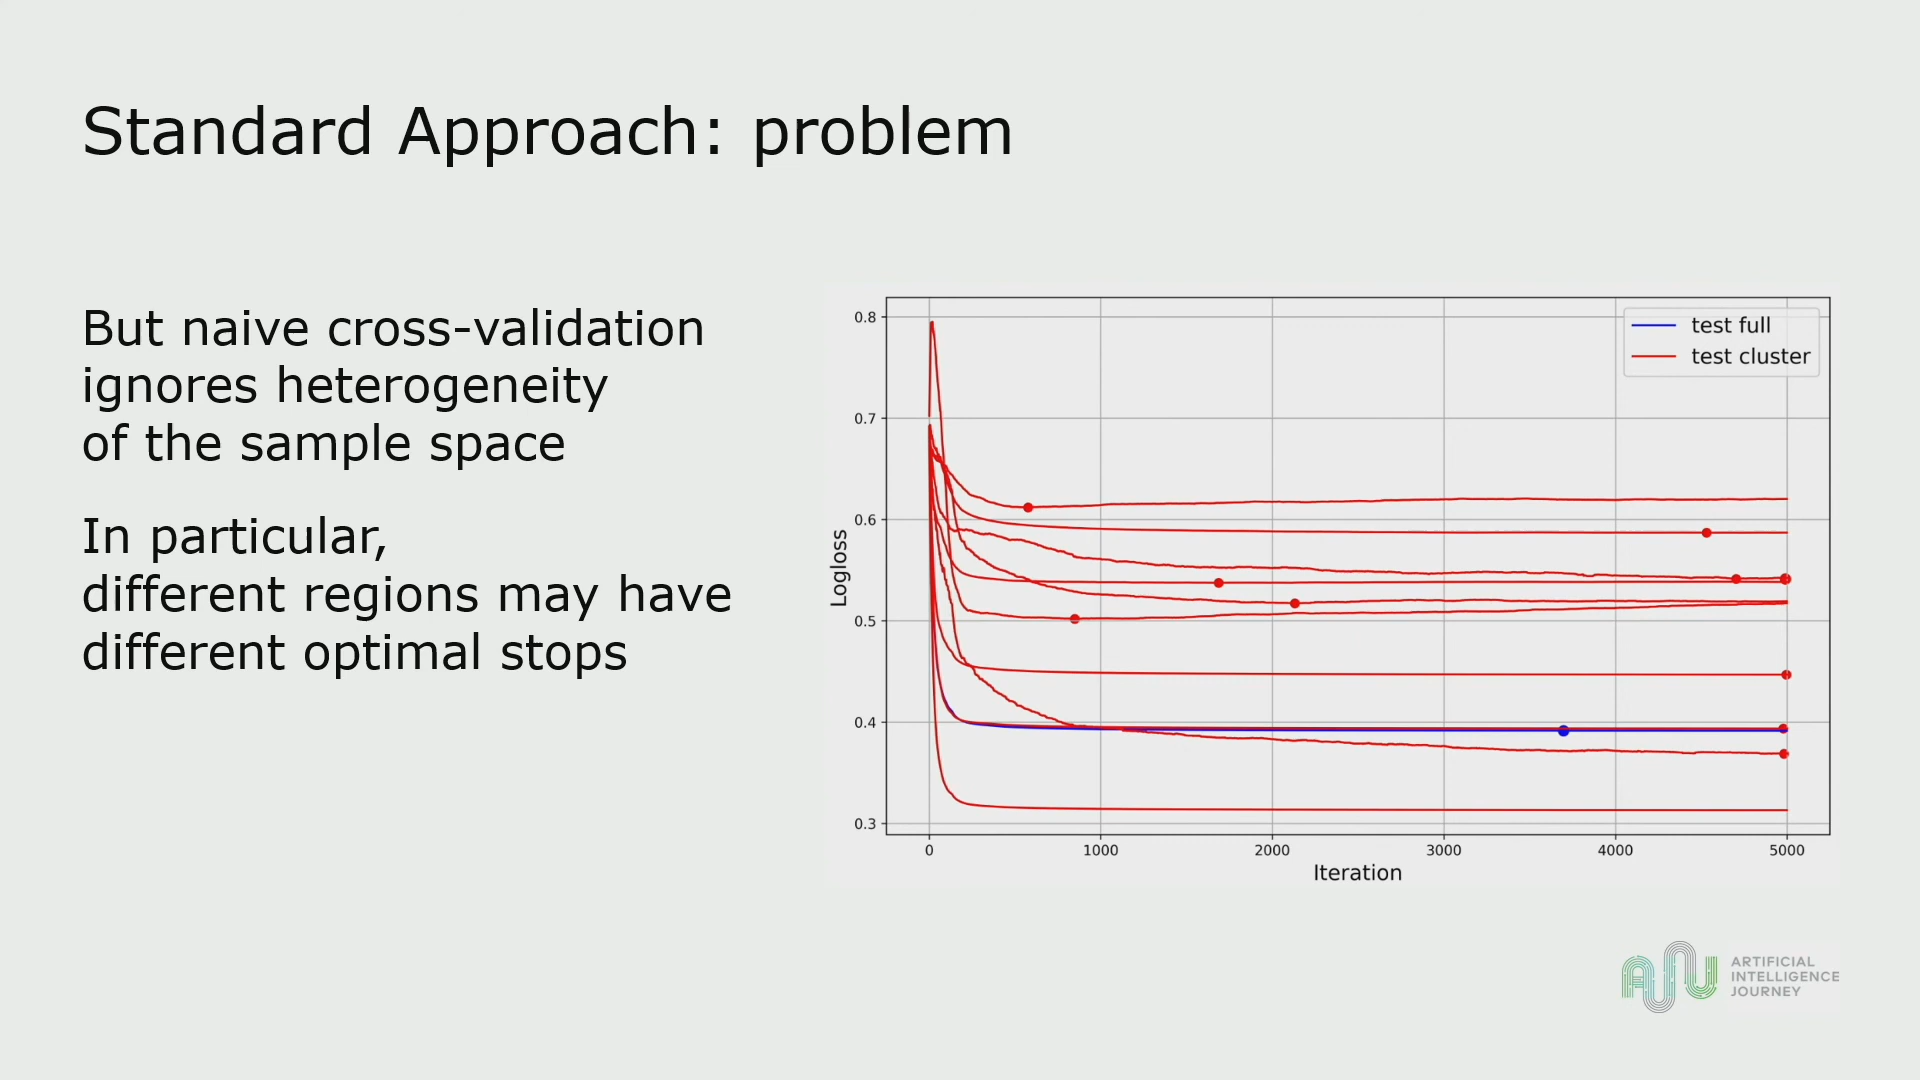 Standard Approach: problem
But naive cross-validation
ignores heterogeneity
of the sample space
In particular,
different regions may have
different optimal stops
test full
test cluster
0.8
0.7
0.6
0.5
0.4
0.3
Logloss
0
1000
2000
3000
4000
5000
Iteration
ARTIFICIAL
INTELLIGENCE
JOURNEY